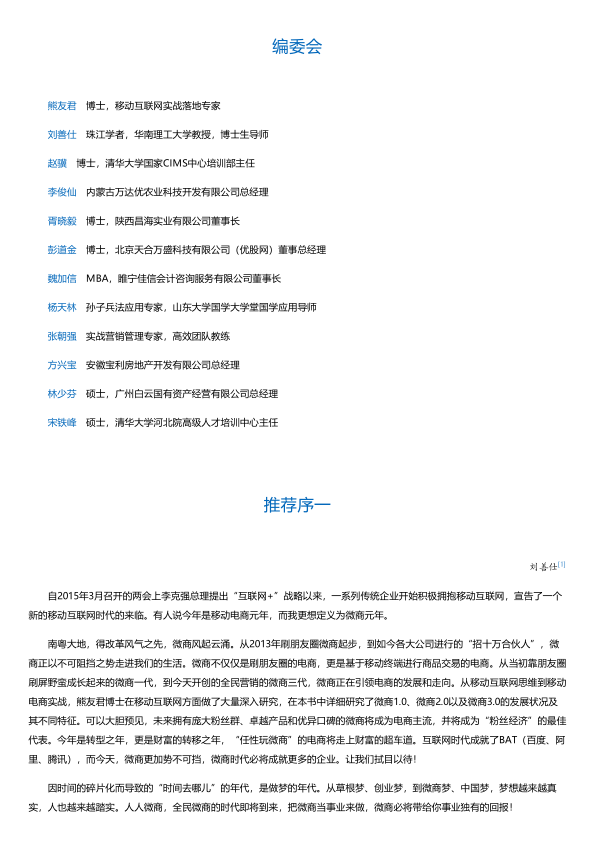 编委会
熊友君 博士，移动互联网实战落地专家
刘善仕 珠江学者，华南理工大学教授，博士生导师
赵骥 博士，清华大学国家CIMS中心培训部主任
李俊仙 内蒙古万达优农业科技开发有限公司总经理
胥晓毅 博士，陕西昌海实业有限公司董事长
彭道金 博士，北京天合万盛科技有限公司（优股网）董事总经理
魏加信 MBA，睢宁佳信会计咨询服务有限公司董事长
杨天林 孙子兵法应用专家，山东大学国学大学堂国学应用导师
张朝强 实战营销管理专家，高效团队教练
方兴宝 安徽宝利房地产开发有限公司总经理
林少芬 硕士，广州白云国有资产经营有限公司总经理
宋铁峰 硕士，清华大学河北院高级人才培训中心主任
推荐序一
刘善仕[1]
自2015年3月召开的两会上李克强总理提出“互联网+”战略以来，一系列传统企业开始积极拥抱移动互联网，宣告了一个
新的移动互联网时代的来临。有人说今年是移动电商元年，而我更想定义为微商元年。
南粤大地，得改革风气之先，微商风起云涌。从2013年刷朋友圈微商起步，到如今各大公司进行的“招十万合伙人”，微
商正以不可阻挡之势走进我们的生活。微商不仅仅是刷朋友圈的电商，更是基于移动终端进行商品交易的电商。从当初靠朋友圈
刷屏野蛮成长起来的微商一代，到今天开创的全民营销的微商三代，微商正在引领电商的发展和走向。从移动互联网思维到移动
电商实战，熊友君博士在移动互联网方面做了大量深入研究，在本书中详细研究了微商1.0、微商2.0以及微商3.0的发展状况及
其不同特征。可以大胆预见，未来拥有庞大粉丝群、卓越产品和优异口碑的微商将成为电商主流，并将成为“粉丝经济”的最佳
代表。今年是转型之年，更是财富的转移之年，“任性玩微商”的电商将走上财富的超车道。互联网时代成就了BAT（百度、阿
里、腾讯），而今天，微商更加势不可挡，微商时代必将成就更多的企业。让我们拭目以待！
因时间的碎片化而导致的“时间去哪儿”的年代，是做梦的年代。从草根梦、创业梦，到微商梦、中国梦，梦想越来越真
实，人也越来越踏实。人人微商，全民微商的时代即将到来，把微商当事业来做，微商必将带给你事业独有的回报！